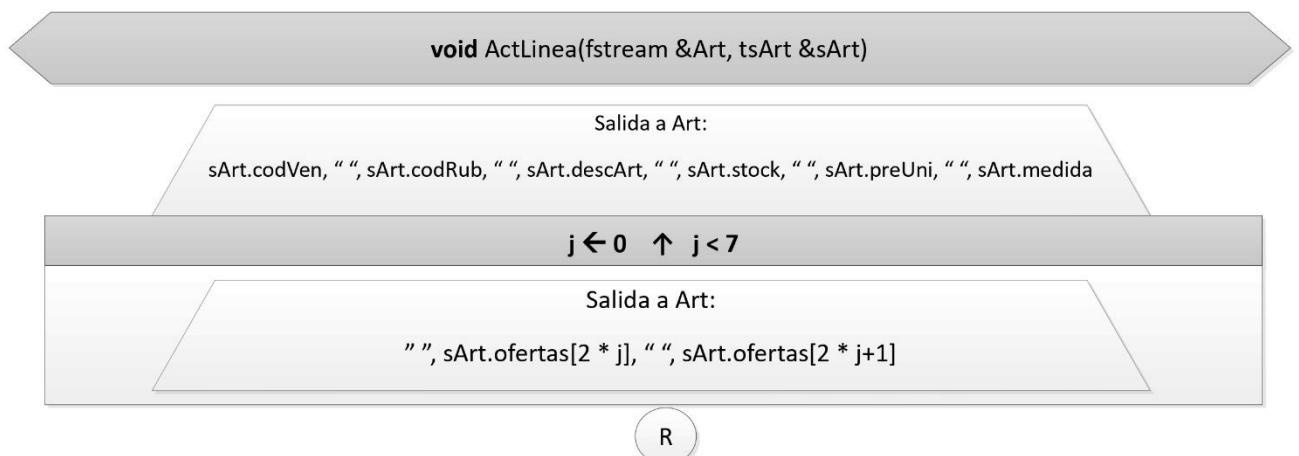 void ActLinea(fstream &Art, tsArt &sArt)
Salida a Art:
sArt.codVen, “ “, sArt.codRub, “ “, sArt.descArt, “ “, sArt.stock, “ “, sArt.preUni, “ “, sArt.medida
j ← 0 ↑ j < 7
Salida a Art:
” ”, sArt.ofertas[2 * j], “ “, sArt.ofertas[2 * j+1]
R